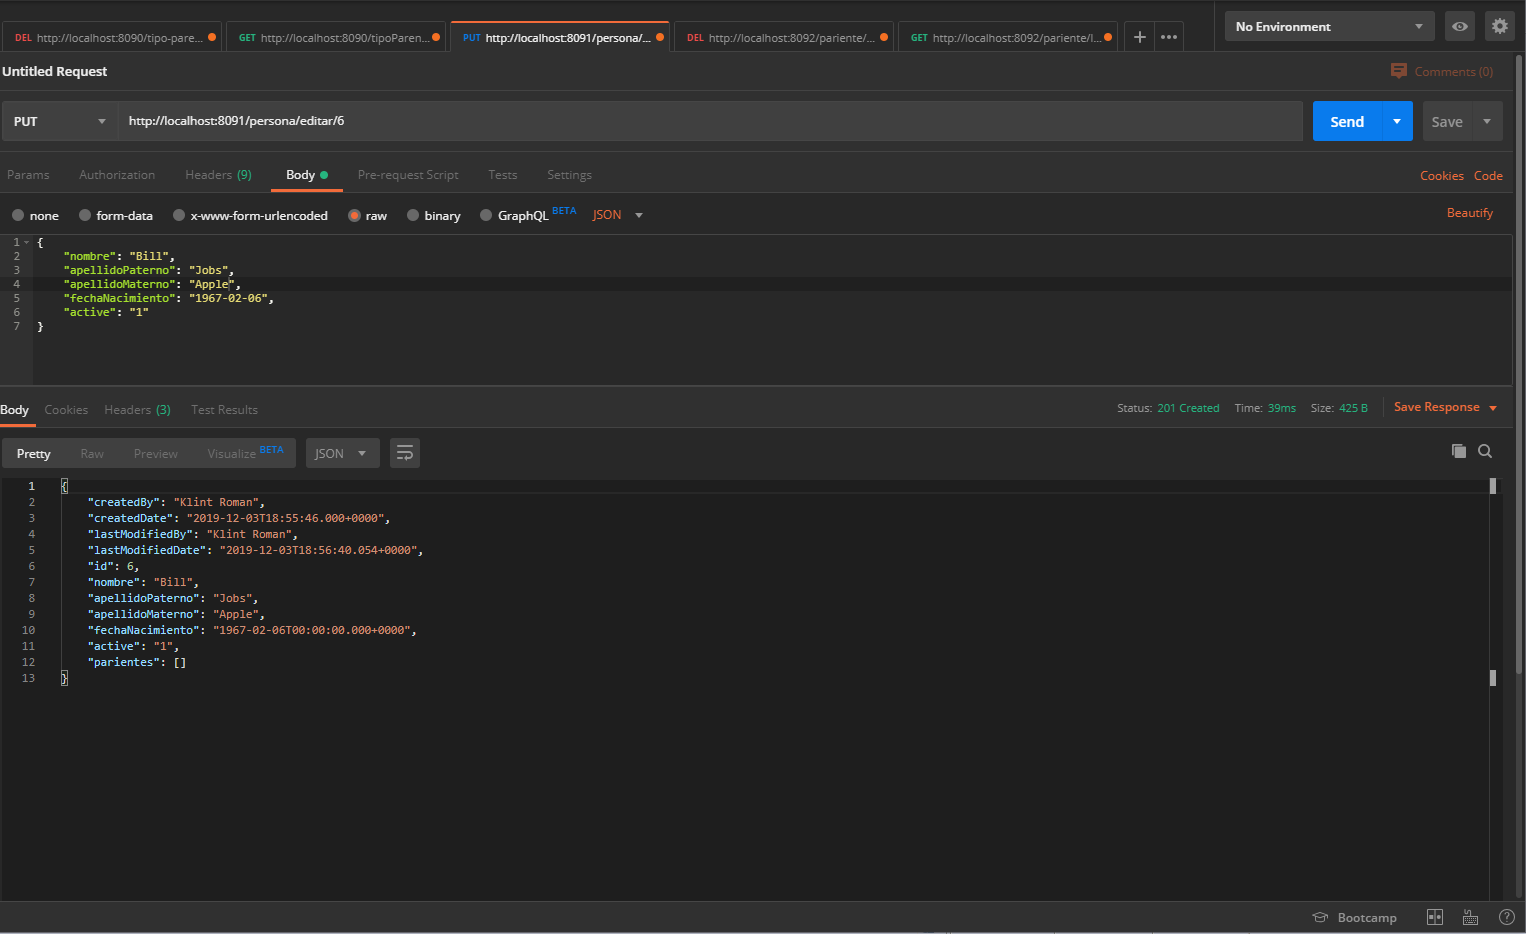 DEL http://localhost:8090/tipo-pare... GET http://localhost:8090/tipoParen... PUT http://localhost:8091/persona/... DEL http://localhost:8092/pariente/... GET http://localhost:8092/pariente/l... No Environment
Untitled Request Comments (0)
PUT http://localhost:8091/persona/editar/6 Send Save
Params Authorization Headers (9) Body Pre-request Script Tests Settings Cookies Code
none form-data x-www-form-urlencoded raw binary GraphQL BETA JSON Beautify
1 {
2 "nombre": "Bill",
3 "apellidoPaterno": "Jobs",
4 "apellidoMaterno": "Apple",
5 "fechaNacimiento": "1967-02-06",
6 "active": "1"
7 }
Body Cookies Headers (3) Test Results Status: 201 Created Time: 39ms Size: 425 B Save Response
Pretty Raw Preview Visualize BETA JSON
1 {
2 "createdBy": "Klint Roman",
3 "createdDate": "2019-12-03T18:55:46.000+0000",
4 "lastModifiedBy": "Klint Roman",
5 "lastModifiedDate": "2019-12-03T18:56:40.054+0000",
6 "id": 6,
7 "nombre": "Bill",
8 "apellidoPaterno": "Jobs",
9 "apellidoMaterno": "Apple",
10 "fechaNacimiento": "1967-02-06T00:00:00.000+0000",
11 "active": "1",
12 "parientes": []
13 }
Bootcamp